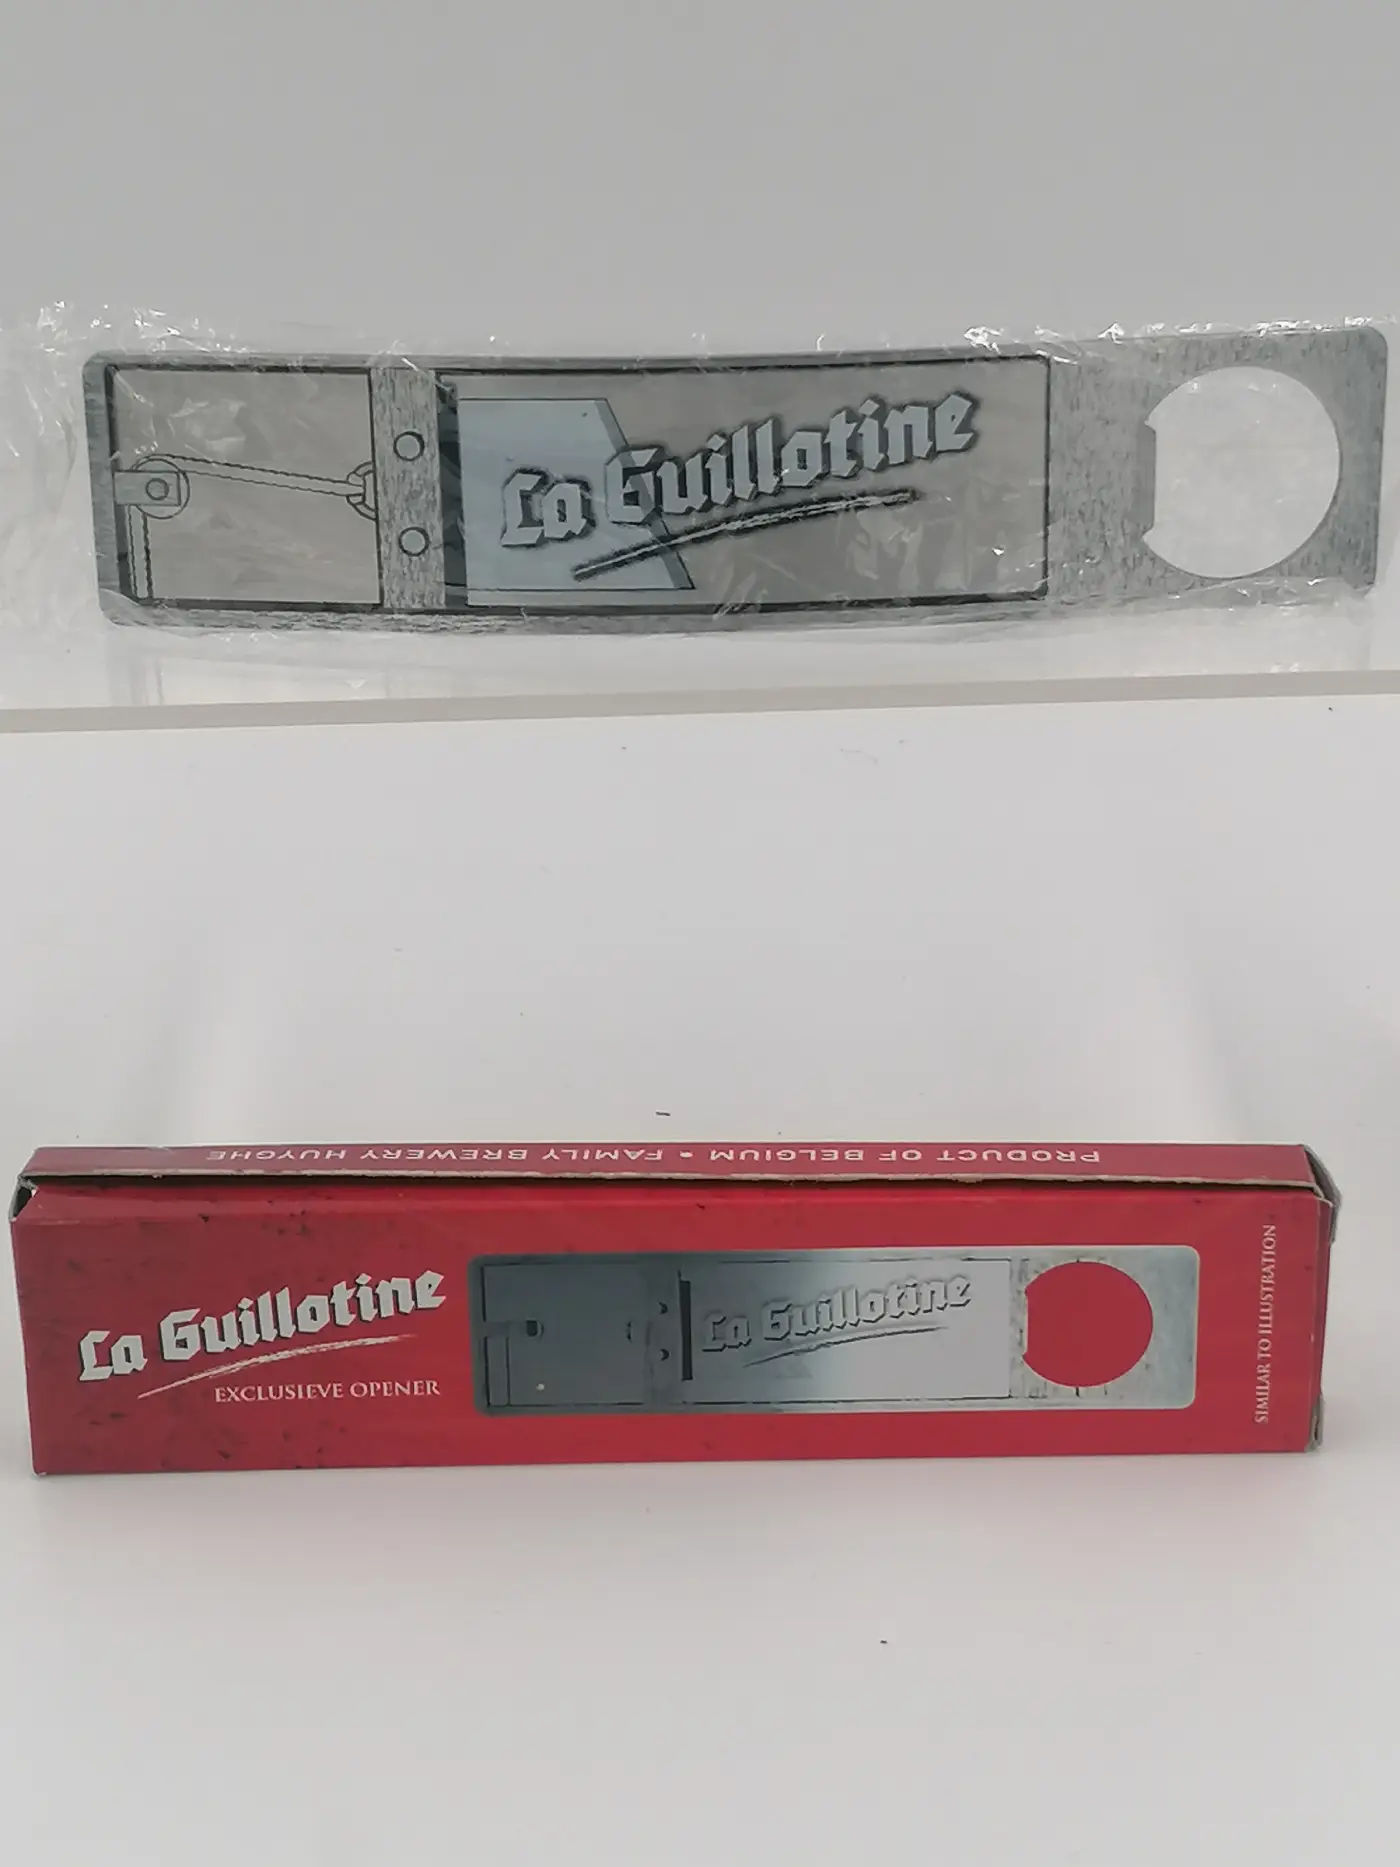 La Guillotine
PRODUCT OF BELGIUM • FAMILY BREWERY HUYGHE
La Guillotine
EXCLUSIEVE OPENER
La Guillotine
SIMILAR TO ILLUSTRATION